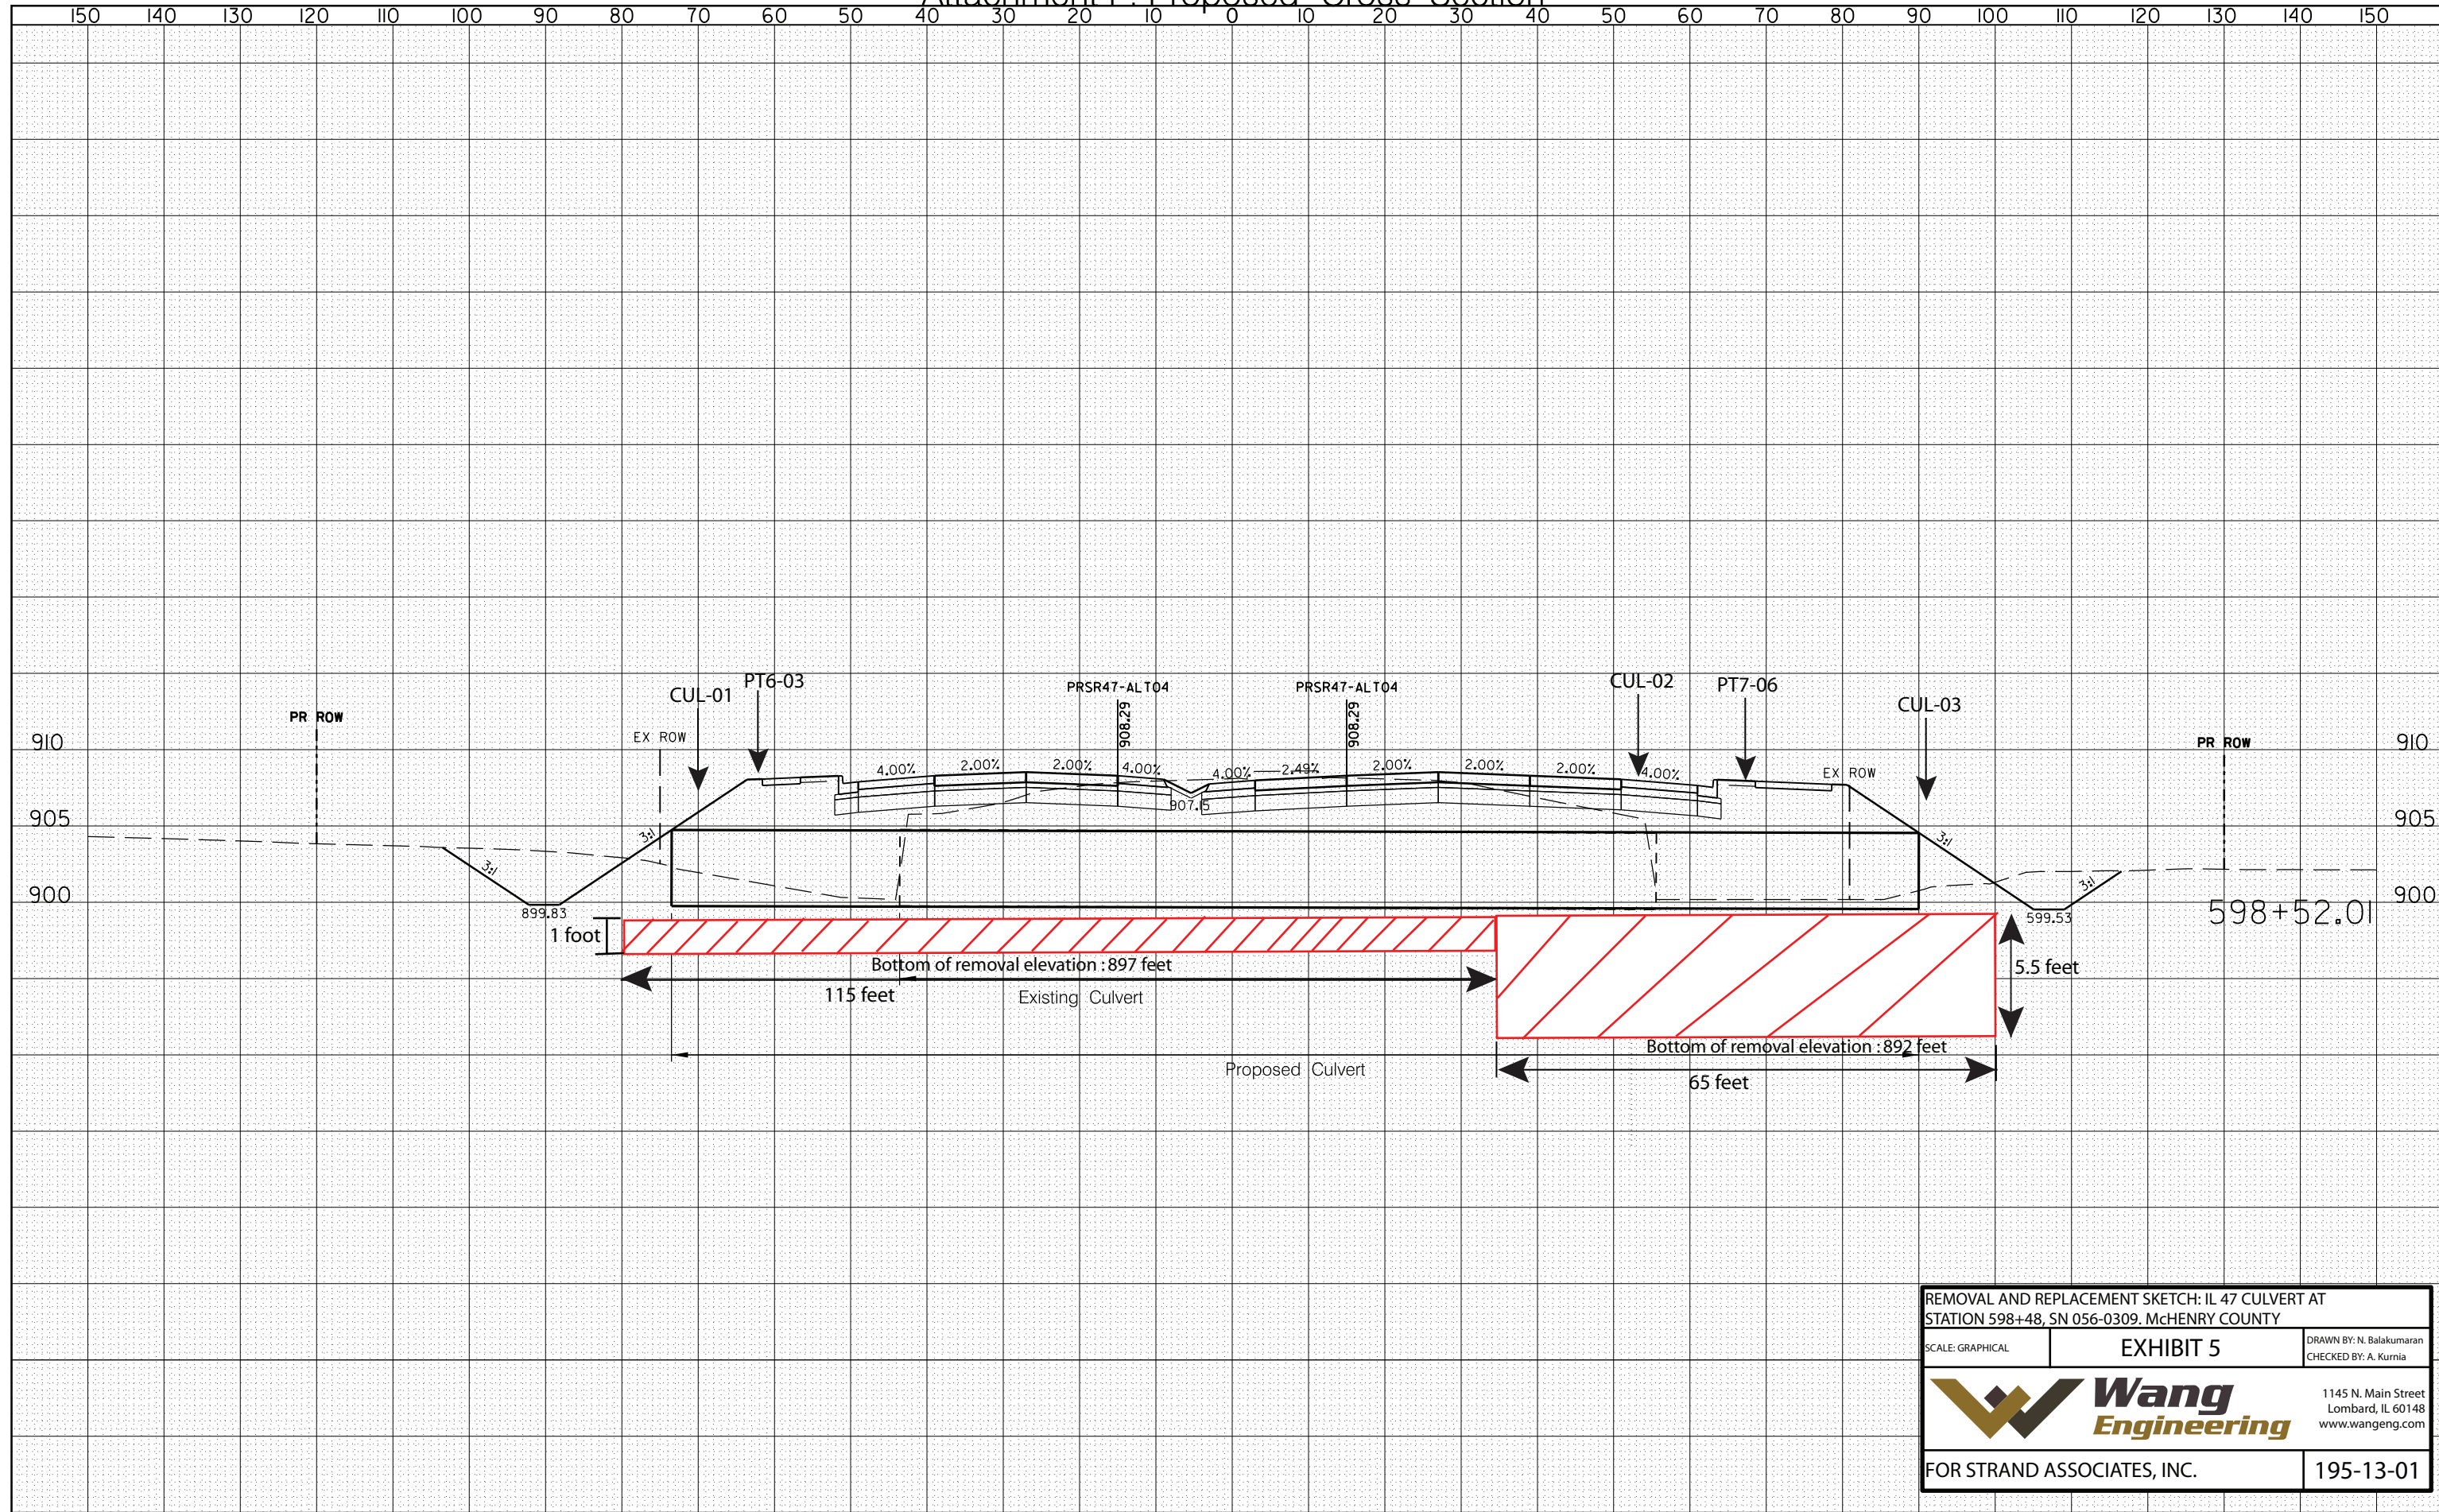 Attachment F: Proposed Cross Section
150 140 130 120 110 100 90 80 70 60 50 40 30 20 10 0 10 20 30 40 50 60 70 80 90 100 110 120 130 140 150
CUL-01
PT6-03
PRSR47-ALT04
PRSR47-ALT04
CUL-02
PT7-06
CUL-03
PR ROW
EX ROW
908.29
908.29
PR ROW
910
910
4.00%
2.00%
2.00%
4.00%
4.00%
2.49%
2.00%
2.00%
2.00%
4.00%
EX ROW
907.15
905
905
3:1
3:1
3:1
3:1
900
900
899.83
599.53
598+52.01
1 foot
Bottom of removal elevation : 897 feet
5.5 feet
115 feet
Existing Culvert
Bottom of removal elevation : 892 feet
Proposed Culvert
65 feet
REMOVAL AND REPLACEMENT SKETCH: IL 47 CULVERT AT
STATION 598+48, SN 056-0309. McHENRY COUNTY
SCALE: GRAPHICAL
EXHIBIT 5
DRAWN BY: N. Balakumaran
CHECKED BY: A. Kurnia
Wang
Engineering
1145 N. Main Street
Lombard, IL 60148
www.wangeng.com
FOR STRAND ASSOCIATES, INC.
195-13-01